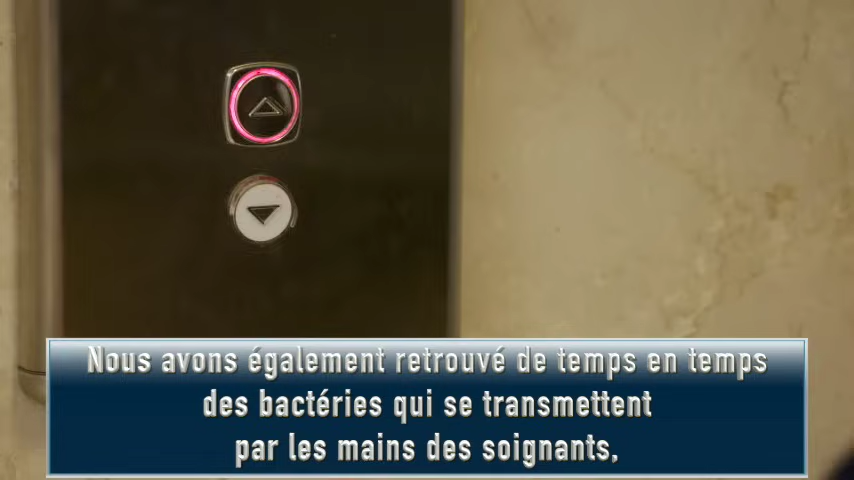 Nous avons également retrouvé de temps en temps
des bactéries qui se transmettent
par les mains des soignants,